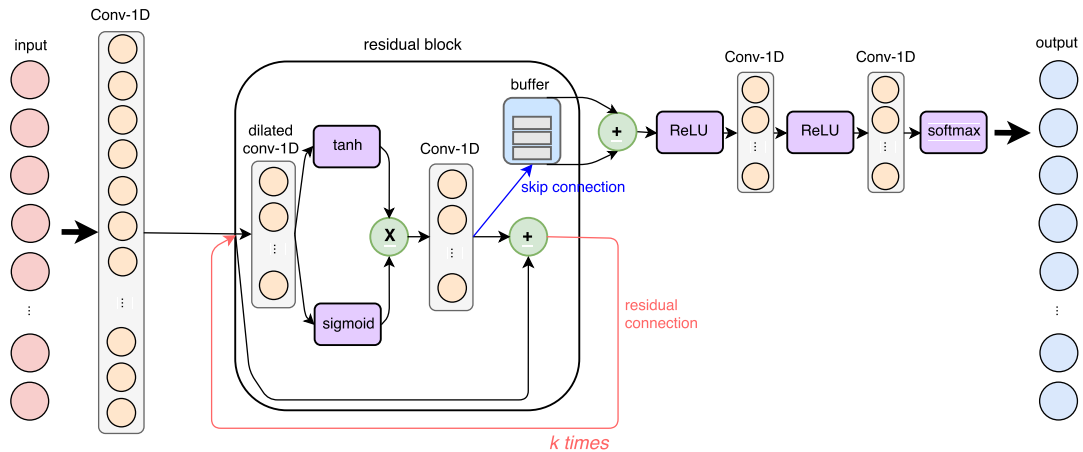 Conv-1D
input
residual block
buffer
dilated
conv-1D
tanh
Conv-1D
skip connection
X
+
sigmoid
+
ReLU
Conv-1D
ReLU
Conv-1D
softmax
output
residual
connection
k times
...
...
...
...
...
...
...